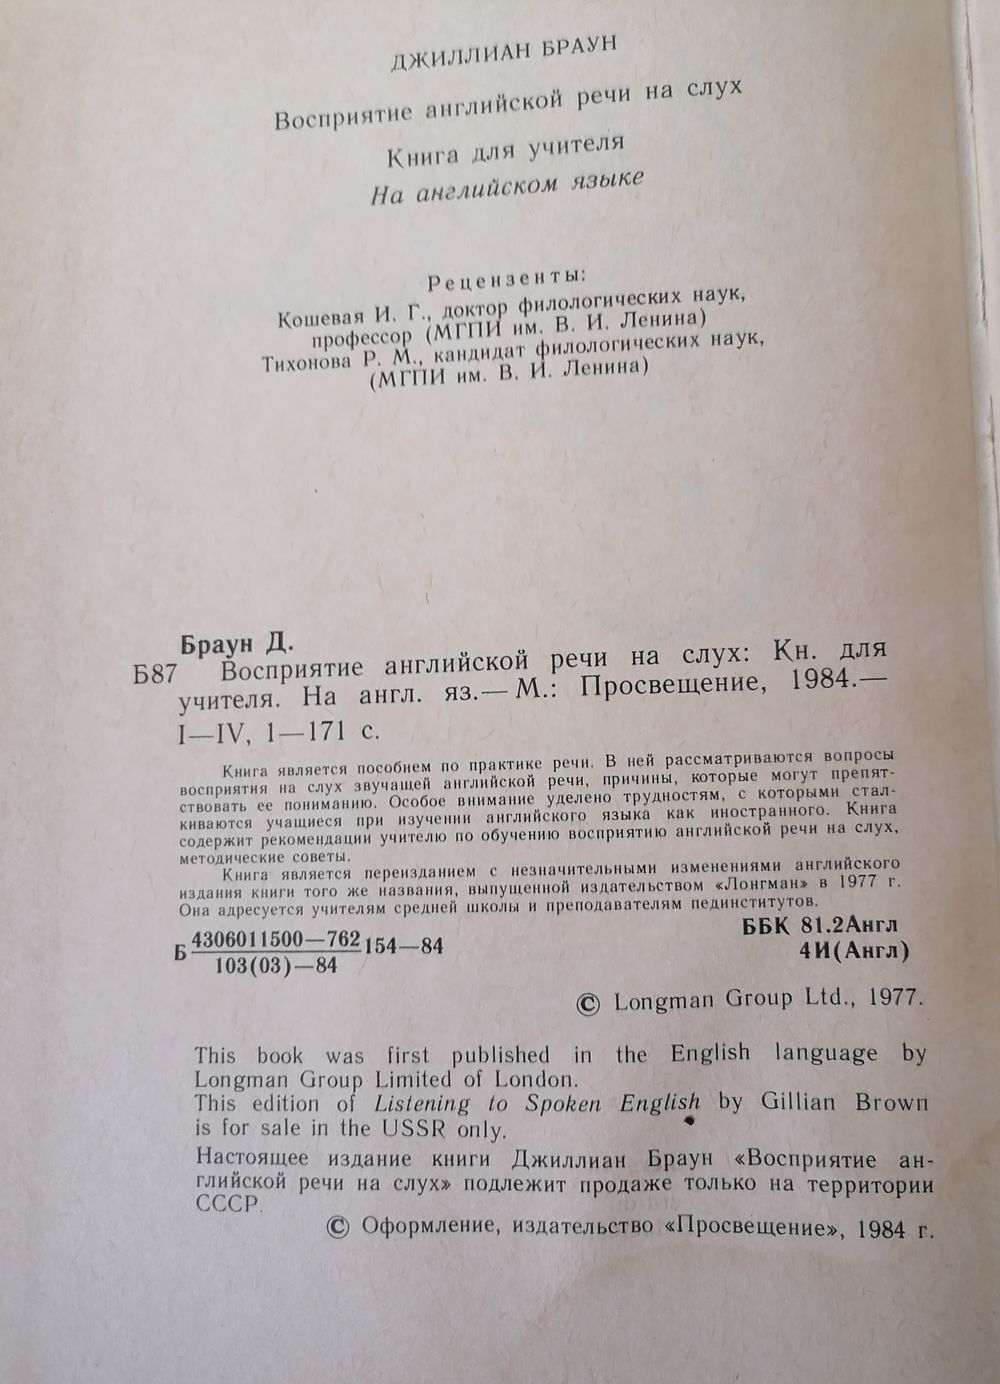 ДЖИЛЛИАН БРАУН
Восприятие английской речи на слух
Книга для учителя
На английском языке
Рецензенты:
Кошевая И. Г., доктор филологических наук,
профессор (МГПИ им. В. И. Ленина)
Тихонова Р. М., кандидат филологических наук,
(МГПИ им. В. И. Ленина)
Браун Д.
Б87 Восприятие английской речи на слух: Кн. для
учителя. На англ. яз.— М.: Просвещение, 1984.—
I—IV, 1—171 с.
Книга является пособием по практике речи. В ней рассматриваются вопросы
восприятия на слух звучащей английской речи, причины, которые могут препят-
ствовать ее пониманию. Особое внимание уделено трудностям, с которыми стал-
киваются учащиеся при изучении английского языка как иностранного. Книга
содержит рекомендации учителю по обучению восприятию английской речи на слух,
методические советы.
Книга является переизданием с незначительными изменениями английского
издания книги того же названия, выпущенной издательством «Лонгман» в 1977 г.
Она адресуется учителям средней школы и преподавателям пединститутов.
Б 4306011500—762 154—84
103(03)—84
ББК 81.2Англ
4И(Англ)
© Longman Group Ltd., 1977.
This book was first published in the English language by
Longman Group Limited of London.
This edition of Listening to Spoken English by Gillian Brown
is for sale in the USSR only.
Настоящее издание книги Джиллиан Браун «Восприятие ан-
глийской речи на слух» подлежит продаже только на территории
СССР.
© Оформление, издательство «Просвещение», 1984 г.